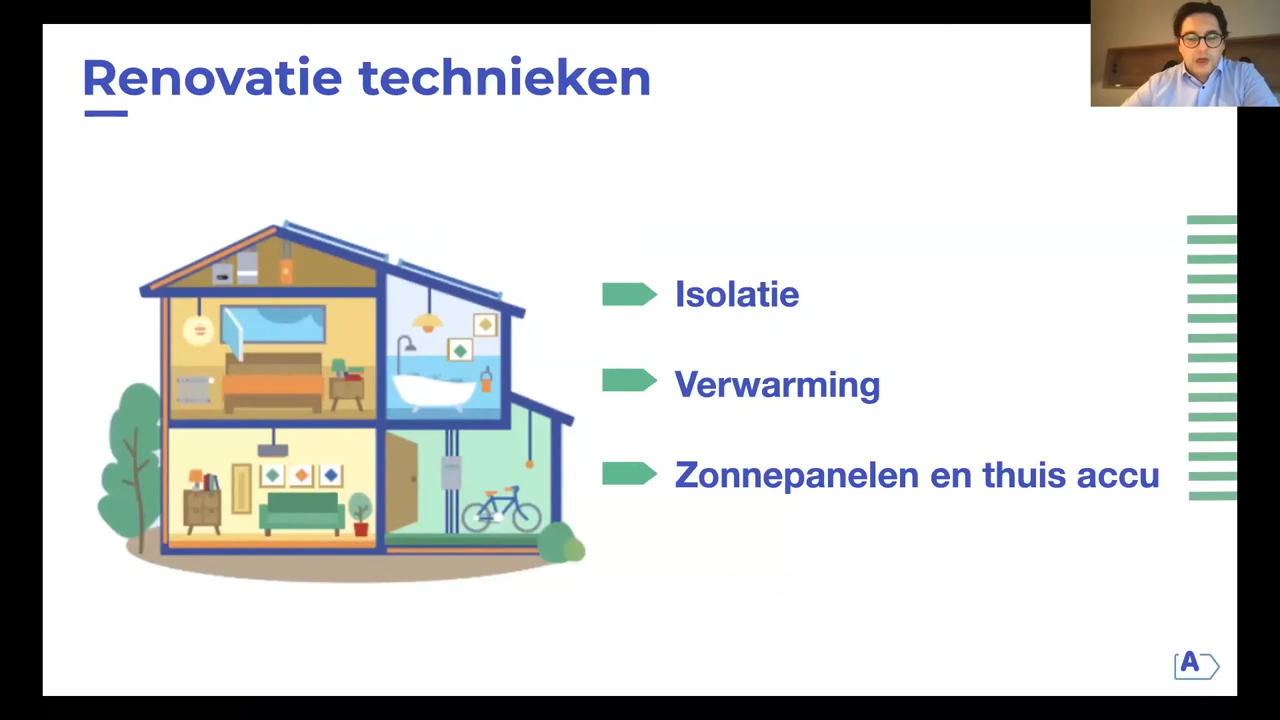 Renovatie technieken
Isolatie
Verwarming
Zonnepanelen en thuis accu
A